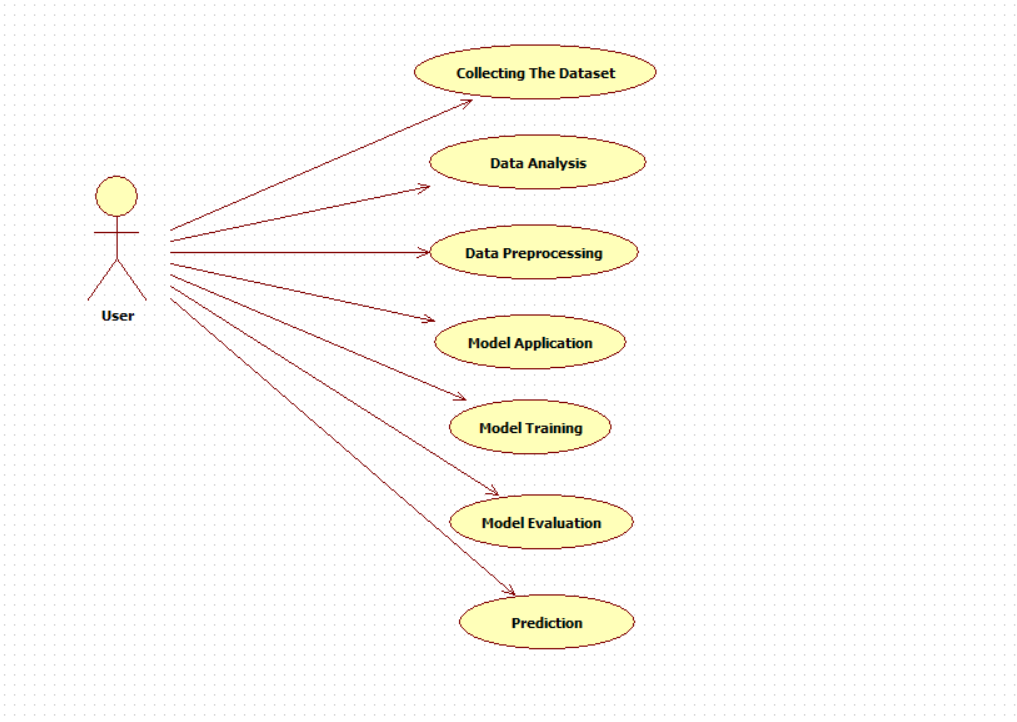 Collecting The Dataset
Data Analysis
Data Preprocessing
User
Model Application
Model Training
Model Evaluation
Prediction